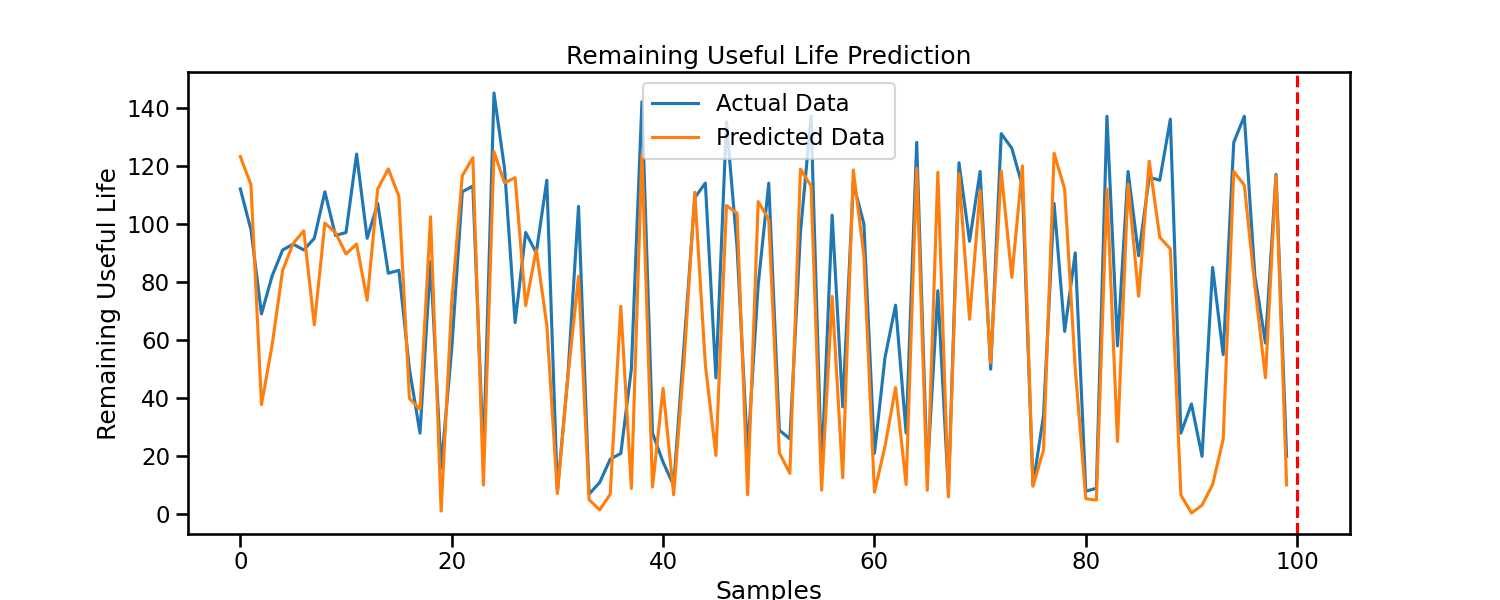 Remaining Useful Life Prediction
Actual Data
Predicted Data
Remaining Useful Life
140
120
100
80
60
40
20
0
0 20 40 60 80 100
Samples